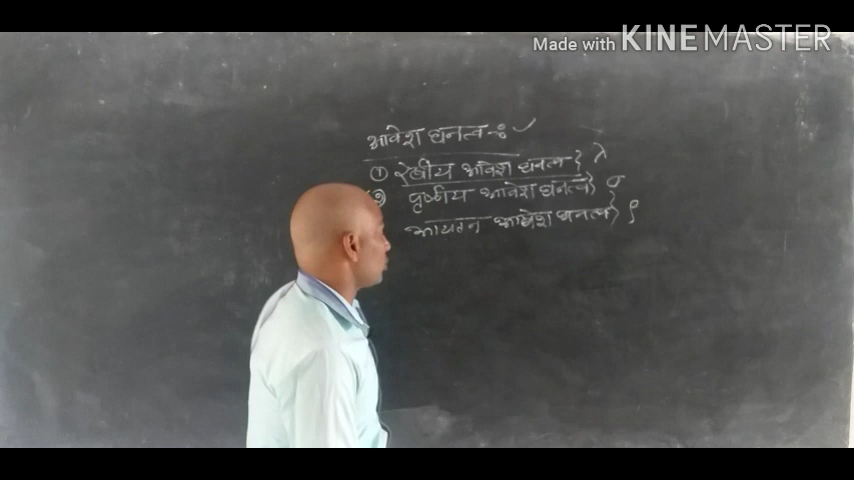 Made with KINEMASTER
आवेश घनत्व -: ✓
① रेखीय आवेश घनत्व } λ
② पृष्ठीय आवेश घनत्व } σ
आयतन आवेश घनत्व } ρ